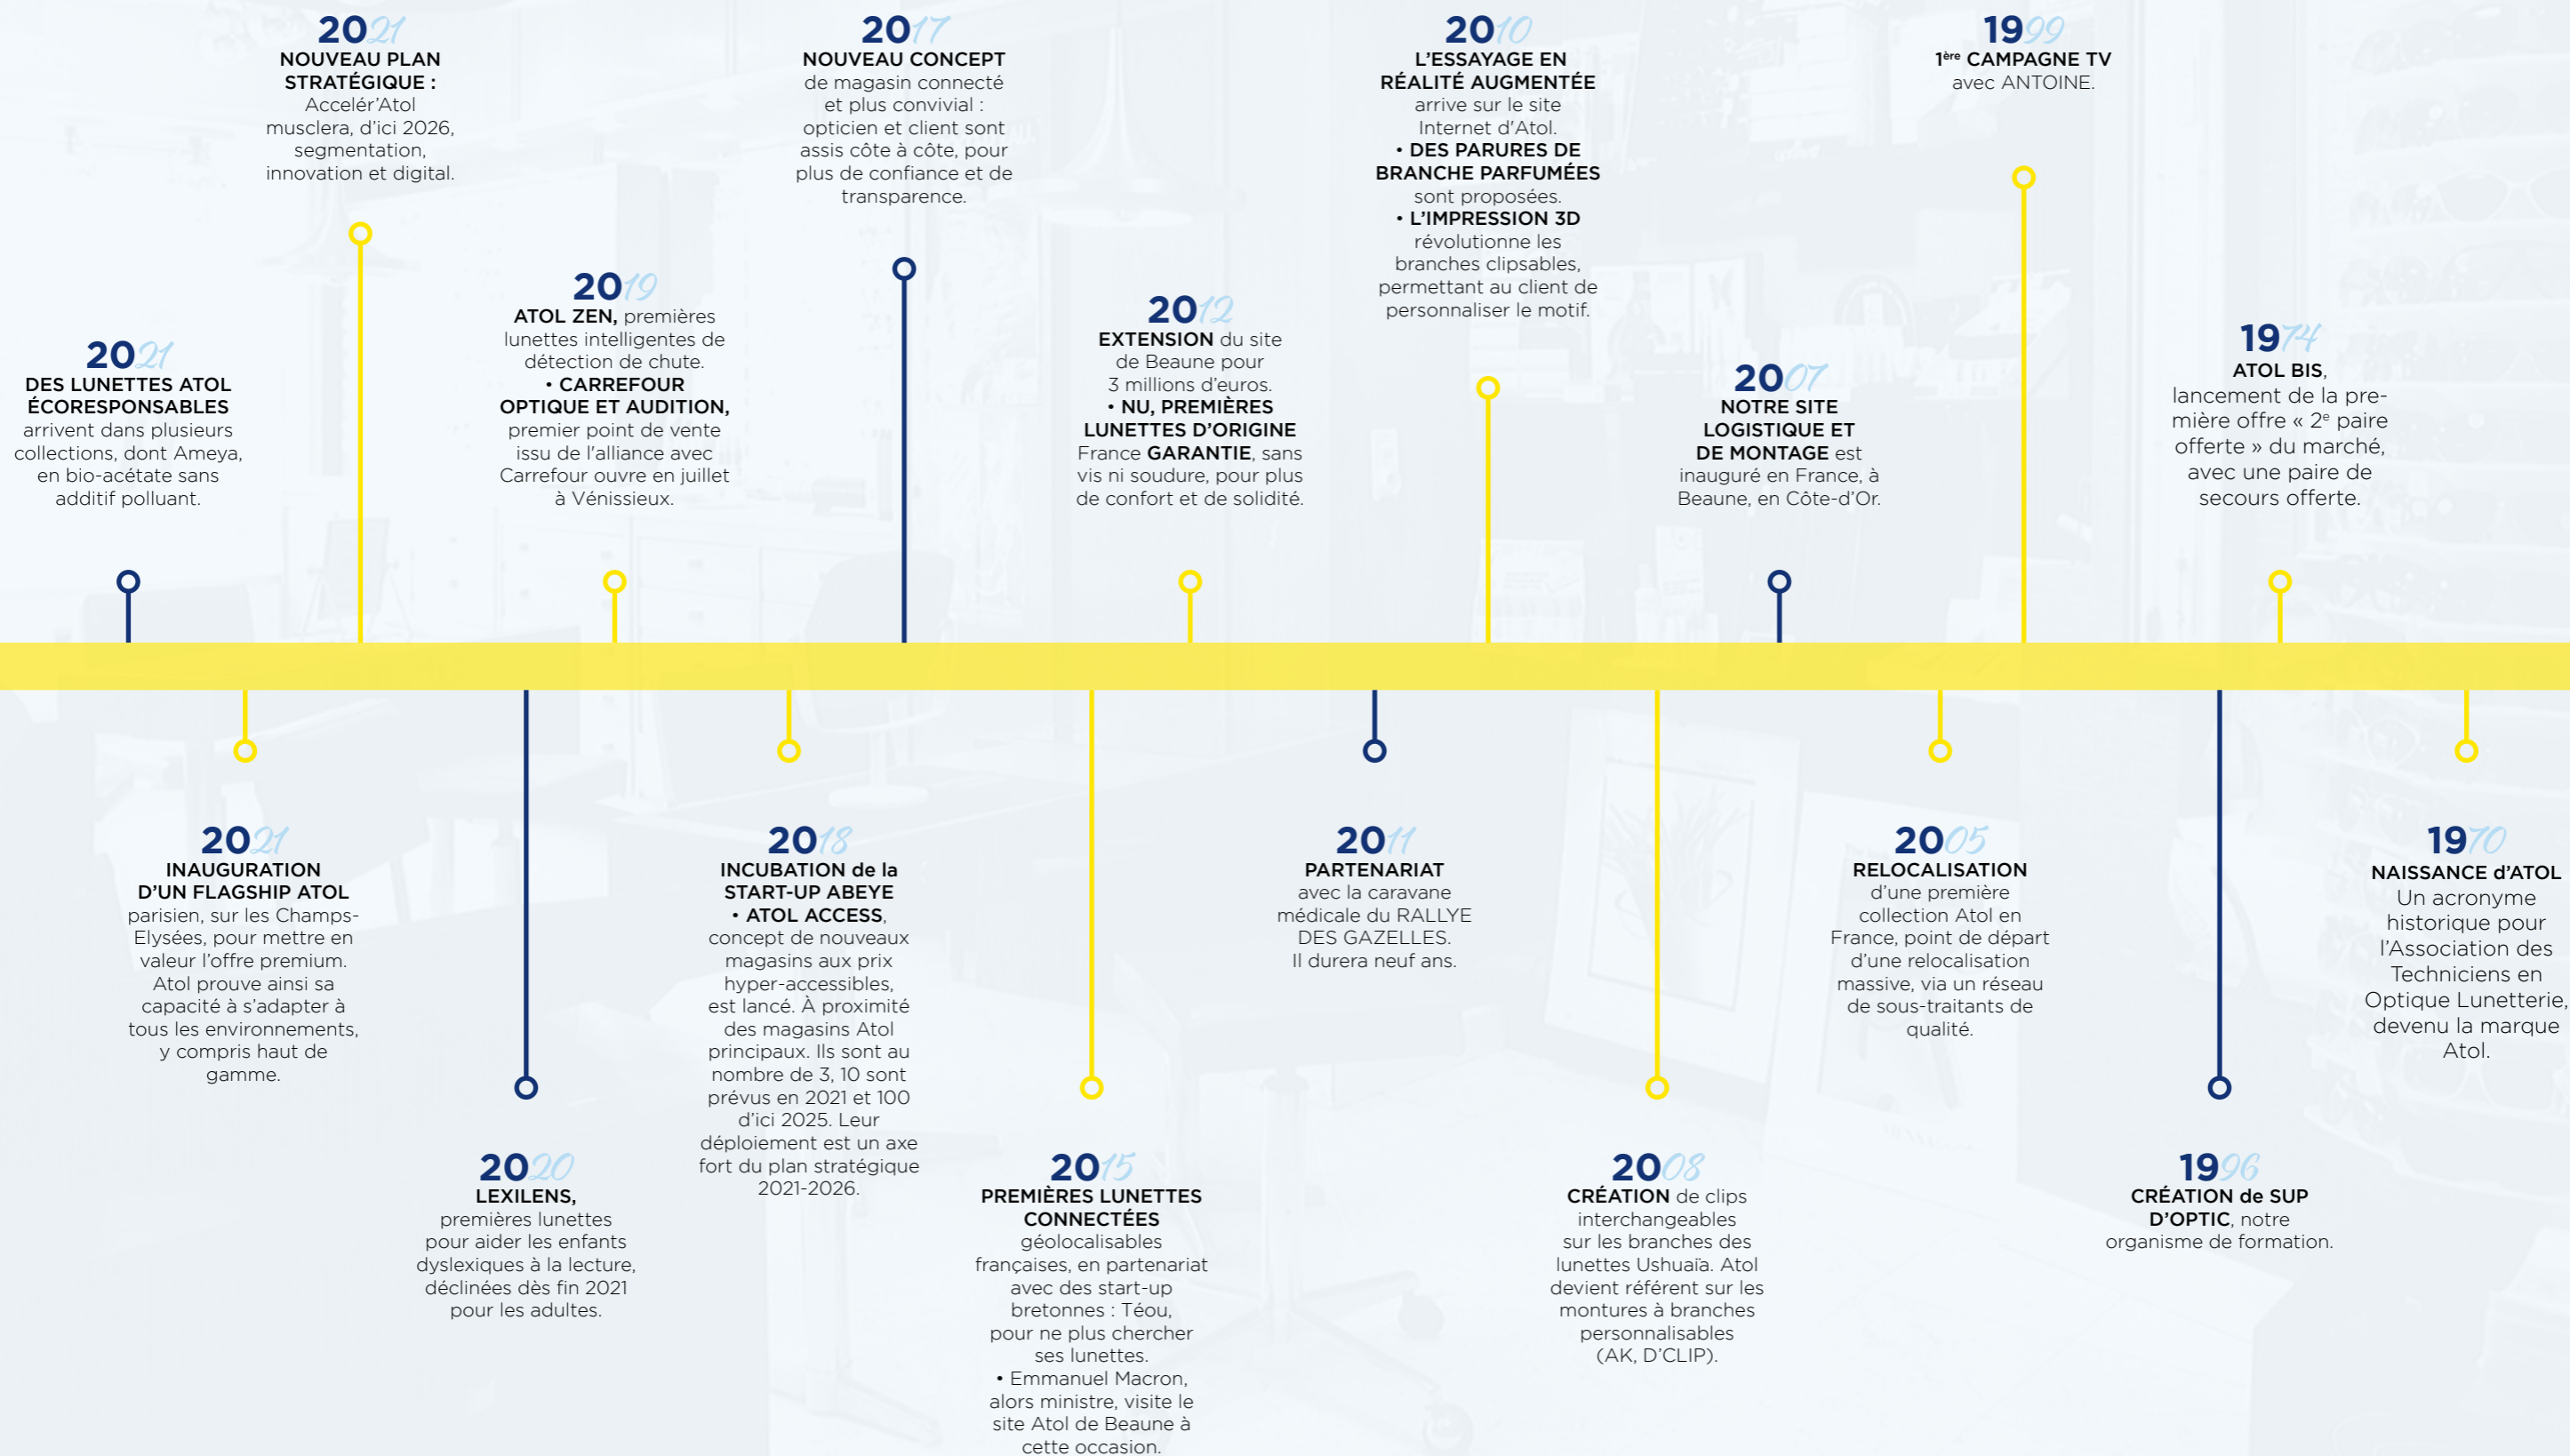 2021
NOUVEAU PLAN
STRATÉGIQUE :
Accelér’Atol
musclera, d’ici 2026,
segmentation,
innovation et digital.
2017
NOUVEAU CONCEPT
de magasin connecté
et plus convivial :
opticien et client sont
assis côte à côte, pour
plus de confiance et de
transparence.
2010
L’ESSAYAGE EN
RÉALITÉ AUGMENTÉE
arrive sur le site
Internet d'Atol.
• DES PARURES DE
BRANCHE PARFUMÉES
sont proposées.
• L’IMPRESSION 3D
révolutionne les
branches clipsables,
permettant au client de
personnaliser le motif.
1999
1ère CAMPAGNE TV
avec ANTOINE.
2021
DES LUNETTES ATOL
ÉCORESPONSABLES
arrivent dans plusieurs
collections, dont Ameya,
en bio-acétate sans
additif polluant.
2019
ATOL ZEN, premières
lunettes intelligentes de
détection de chute.
• CARREFOUR
OPTIQUE ET AUDITION,
premier point de vente
issu de l'alliance avec
Carrefour ouvre en juillet
à Vénissieux.
2012
EXTENSION du site
de Beaune pour
3 millions d’euros.
• NU, PREMIÈRES
LUNETTES D’ORIGINE
France GARANTIE, sans
vis ni soudure, pour plus
de confort et de solidité.
2007
NOTRE SITE
LOGISTIQUE ET
DE MONTAGE est
inauguré en France, à
Beaune, en Côte-d’Or.
1974
ATOL BIS,
lancement de la pre-
mière offre « 2e paire
offerte » du marché,
avec une paire de
secours offerte.
2021
INAUGURATION
D’UN FLAGSHIP ATOL
parisien, sur les Champs-
Elysées, pour mettre en
valeur l’offre premium.
Atol prouve ainsi sa
capacité à s’adapter à
tous les environnements,
y compris haut de
gamme.
2018
INCUBATION de la
START-UP ABEYE
• ATOL ACCESS,
concept de nouveaux
magasins aux prix
hyper-accessibles,
est lancé. À proximité
des magasins Atol
principaux. Ils sont au
nombre de 3, 10 sont
prévus en 2021 et 100
d’ici 2025. Leur
déploiement est un axe
fort du plan stratégique
2021-2026.
2011
PARTENARIAT
avec la caravane
médicale du RALLYE
DES GAZELLES.
Il durera neuf ans.
2005
RELOCALISATION
d’une première
collection Atol en
France, point de départ
d’une relocalisation
massive, via un réseau
de sous-traitants de
qualité.
1970
NAISSANCE d’ATOL
Un acronyme
historique pour
l’Association des
Techniciens en
Optique Lunetterie,
devenu la marque
Atol.
2020
LEXILENS,
premières lunettes
pour aider les enfants
dyslexiques à la lecture,
déclinées dès fin 2021
pour les adultes.
2015
PREMIÈRES LUNETTES
CONNECTÉES
géolocalisables
françaises, en partenariat
avec des start-up
bretonnes : Téou,
pour ne plus chercher
ses lunettes.
• Emmanuel Macron,
alors ministre, visite le
site Atol de Beaune à
cette occasion.
2008
CRÉATION de clips
interchangeables
sur les branches des
lunettes Ushuaïa. Atol
devient référent sur les
montures à branches
personnalisables
(AK, D’CLIP).
1996
CRÉATION de SUP
D’OPTIC, notre
organisme de formation.